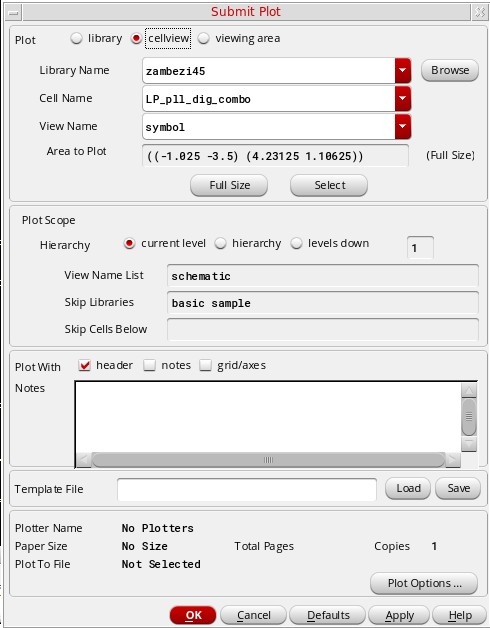 Submit Plot
Plot library cellview viewing area
Library Name zambezi45 Browse
Cell Name LP_pll_dig_combo
View Name symbol
Area to Plot ((-1.025 -3.5) (4.23125 1.10625)) (Full Size)
Full Size Select
Plot Scope
Hierarchy current level hierarchy levels down 1
View Name List schematic
Skip Libraries basic sample
Skip Cells Below
Plot With header notes grid/axes
Notes
Template File Load Save
Plotter Name No Plotters
Paper Size No Size Total Pages Copies 1
Plot To File Not Selected
Plot Options ...
OK Cancel Defaults Apply Help